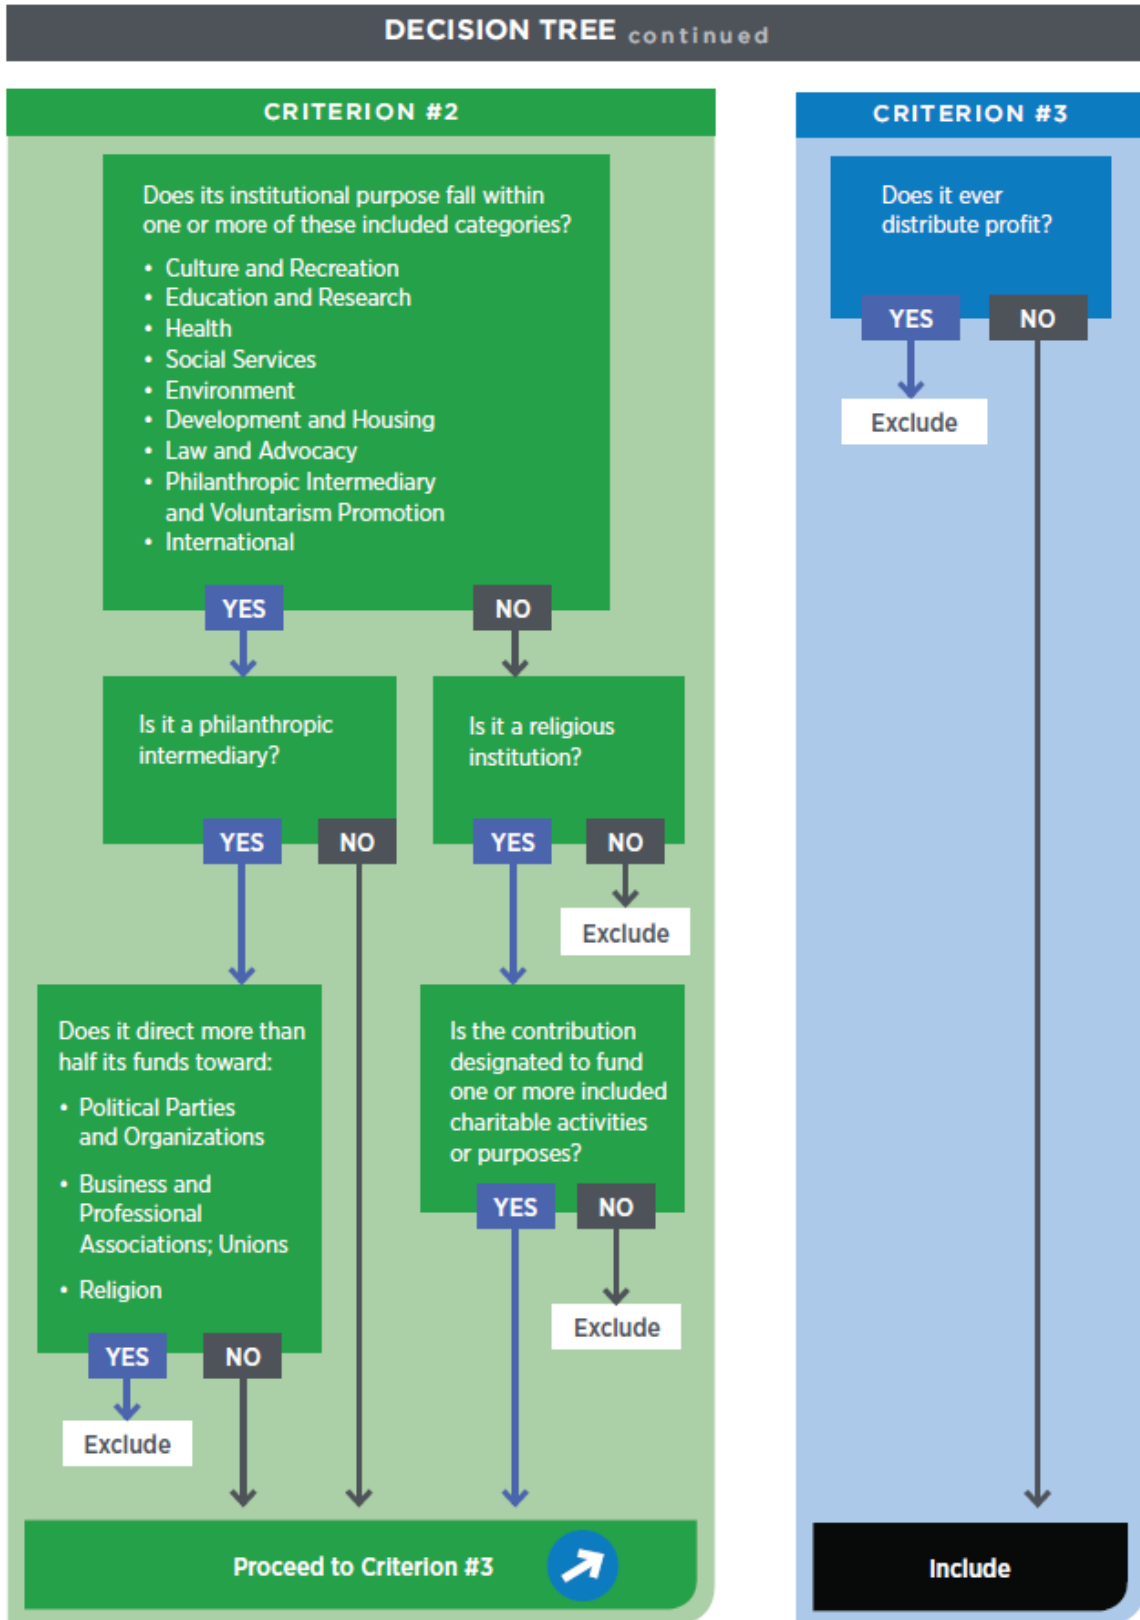 DECISION TREE continued
CRITERION #2
Does its institutional purpose fall within
one or more of these included categories?
• Culture and Recreation
• Education and Research
• Health
• Social Services
• Environment
• Development and Housing
• Law and Advocacy
• Philanthropic Intermediary
and Voluntarism Promotion
• International
YES
NO
Is it a philanthropic
intermediary?
YES
NO
Is it a religious
institution?
YES
NO
Exclude
Does it direct more than
half its funds toward:
• Political Parties
and Organizations
• Business and
Professional
Associations; Unions
• Religion
YES
NO
Exclude
Is the contribution
designated to fund
one or more included
charitable activities
or purposes?
YES
NO
Exclude
Proceed to Criterion #3
CRITERION #3
Does it ever
distribute profit?
YES
NO
Exclude
Include